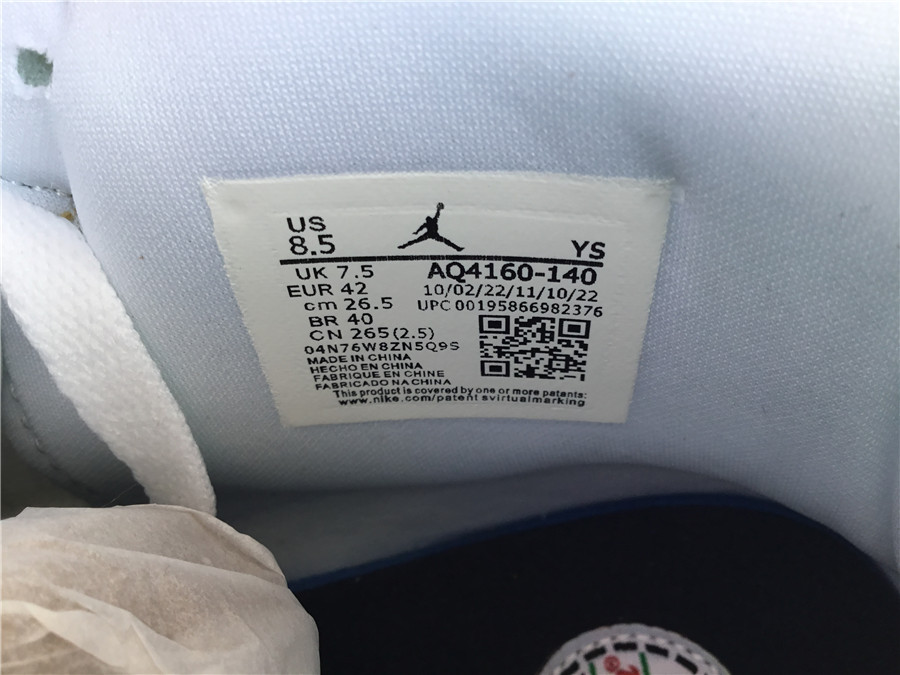 US
8.5
YS
UK 7.5
AQ4160-140
EUR 42
10/02/22/11/10/22
cm 26.5
UPC 00195866982376
BR 40
CN 265(2.5)
04N76W8ZN5Q9S
MADE IN CHINA
HECHO EN CHINA
FABRIQUE EN CHINE
FABRICADO NA CHINA
This product is covered by one or more patents:
www.nike.com/patent svirtualmarking